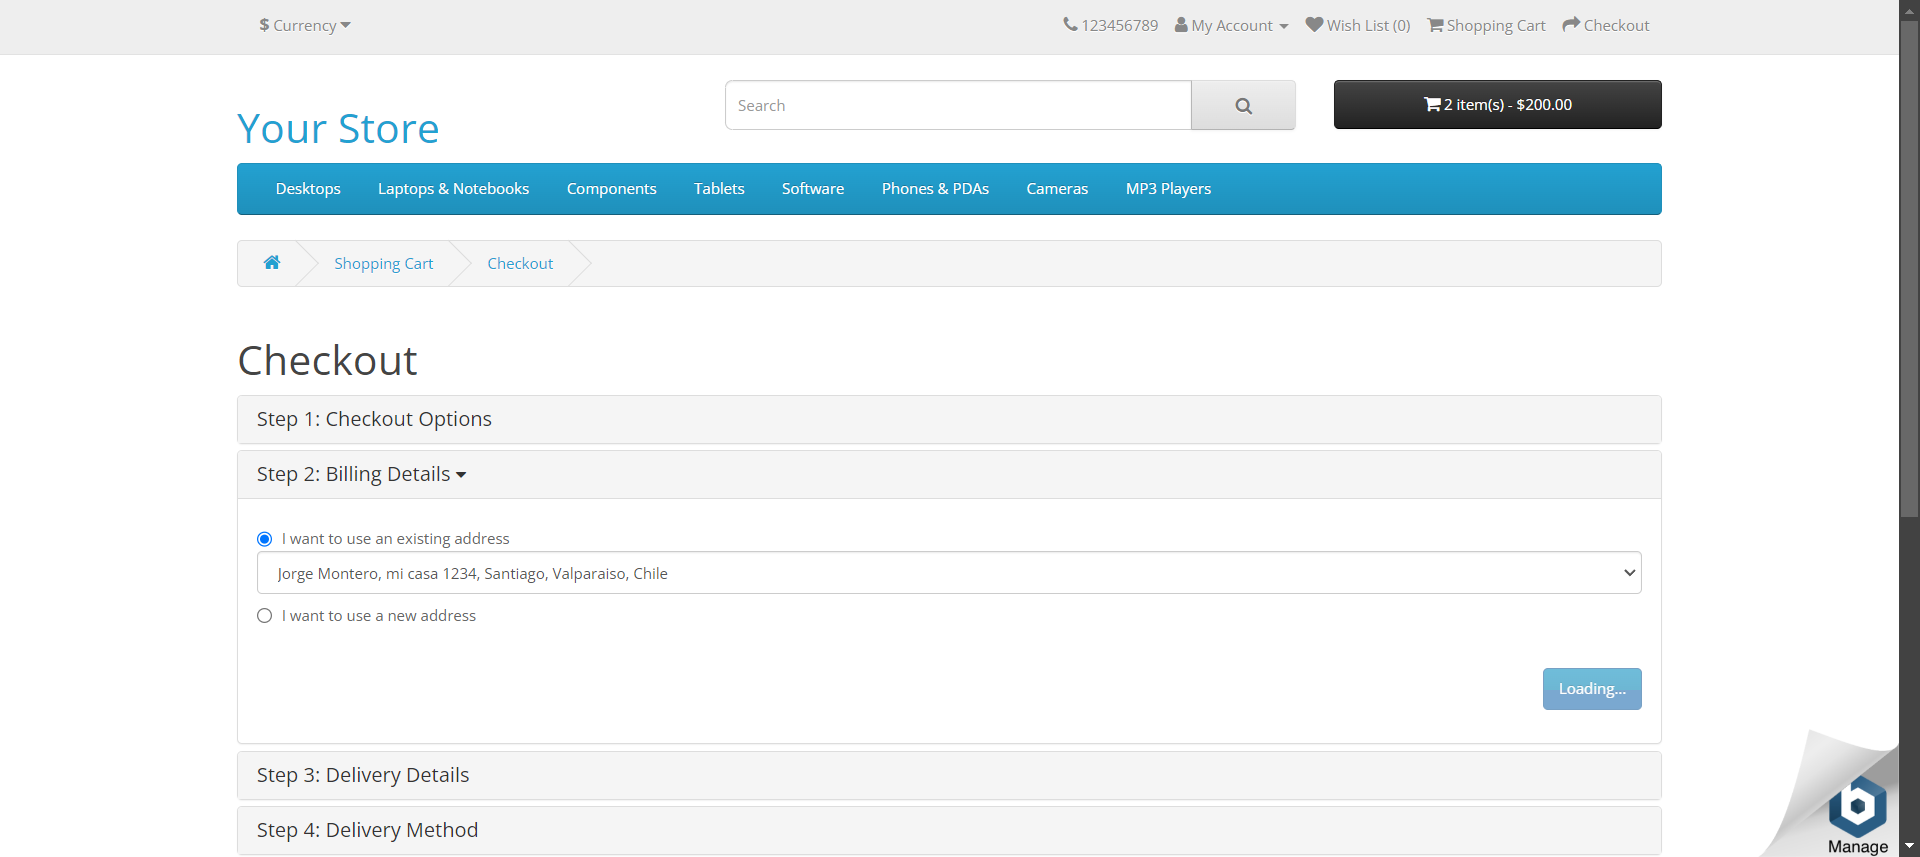 $ Currency
123456789 My Account Wish List (0) Shopping Cart Checkout
Your Store
Search
2 item(s) - $200.00
Desktops Laptops & Notebooks Components Tablets Software Phones & PDAs Cameras MP3 Players
Shopping Cart Checkout
Checkout
Step 1: Checkout Options
Step 2: Billing Details
I want to use an existing address
Jorge Montero, mi casa 1234, Santiago, Valparaiso, Chile
I want to use a new address
Loading...
Step 3: Delivery Details
Step 4: Delivery Method
b
Manage